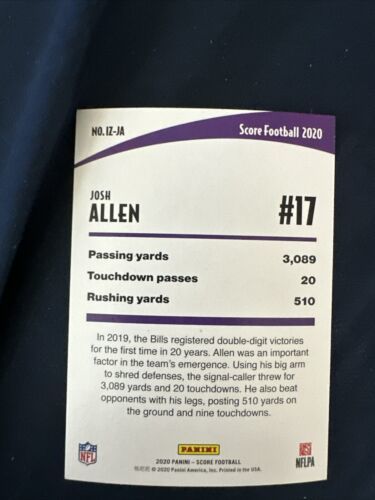 NO. IZ-JA
Score Football 2020
JOSH
ALLEN
#17
Passing yards 3,089
Touchdown passes 20
Rushing yards 510
In 2019, the Bills registered double-digit victories
for the first time in 20 years. Allen was an important
factor in the team's emergence. Using his big arm
to shred defenses, the signal-caller threw for
3,089 yards and 20 touchdowns. He also beat
opponents with his legs, posting 510 yards on
the ground and nine touchdowns.
NFL
PANINI
NFLPA
2020 PANINI – SCORE FOOTBALL
© 2020 Panini America, Inc. Printed in the USA.